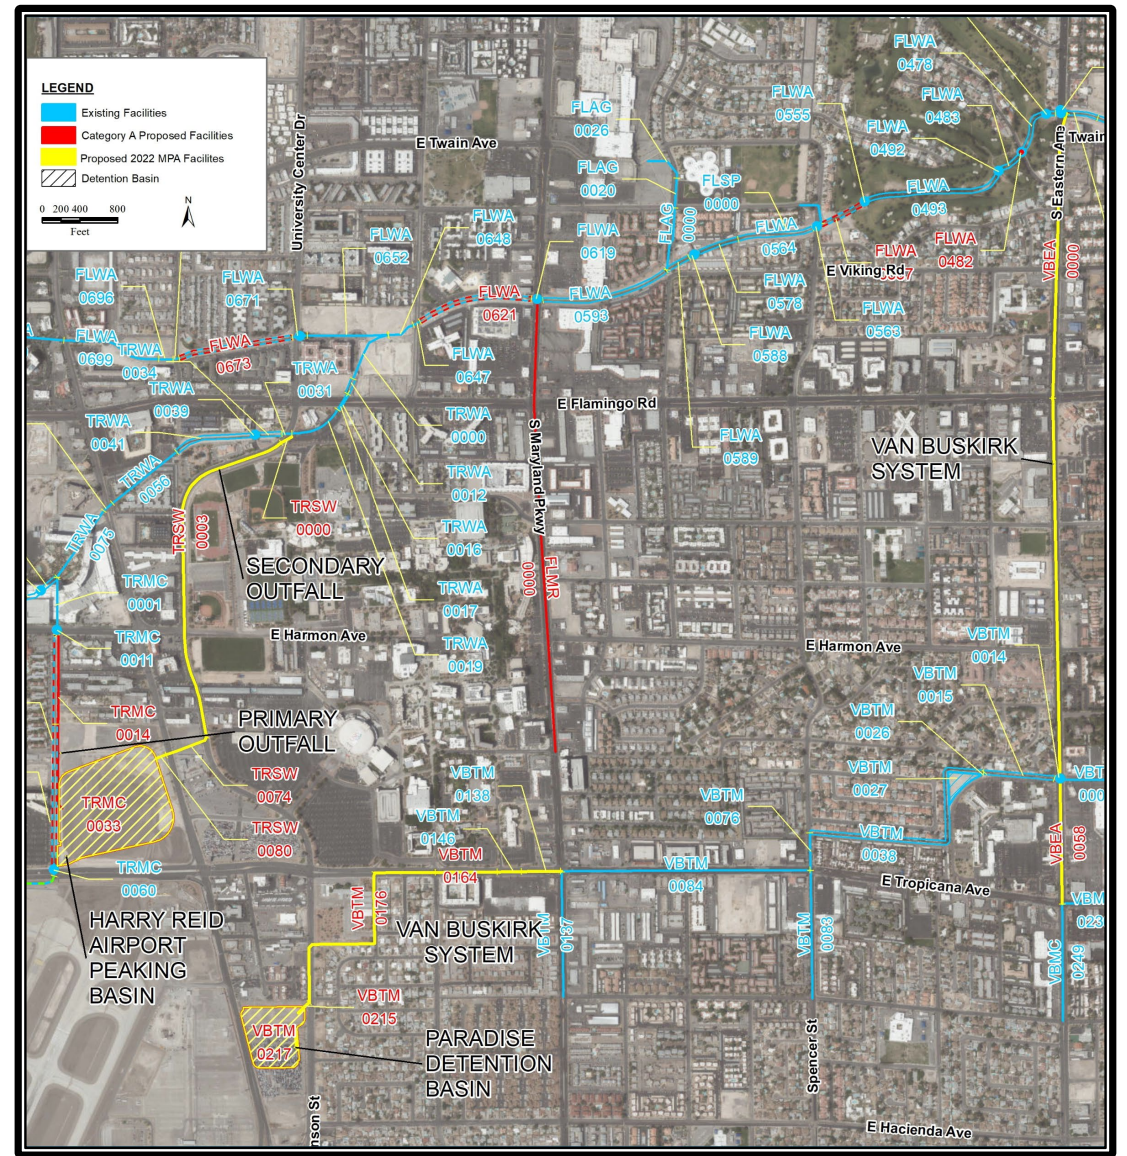 LEGEND
Existing Facilities
Category A Proposed Facilities
Proposed 2022 MPA Facilites
Detention Basin
0 200 400 800
Feet
N
University Center Dr
E Twain Ave
FLAG
0026
FLAG
0020
FLSP
0000
FLAG
0000
FLWA
0555
FLWA
0478
FLWA
0483
FLWA
0492
FLWA
0493
Twain
S Eastern Ave
VBEA
0000
FLWA
0564
FLWA
FLWA
0482
E Viking Rd
FLWA
0578
FLWA
0563
FLWA
0588
FLWA
0589
FLWA
0648
FLWA
0652
FLWA
0619
FLWA
0593
FLWA
0621
FLWA
0647
FLWA
0696
FLWA
0671
FLWA
0699
FLWA
0673
TRWA
0034
TRWA
0031
TRWA
0039
TRWA
0041
TRWA
0056
TRWA
0075
TRWA
0000
TRWA
0012
TRWA
0016
TRWA
0017
TRWA
0019
E Flamingo Rd
S Maryland Pkwy
FLMR
0000
VAN BUSKIRK
SYSTEM
TRSW
0000
TRSW
0003
SECONDARY
OUTFALL
TRMC
0001
TRMC
0011
E Harmon Ave
E Harmon Ave
TRMC
0014
PRIMARY
OUTFALL
TRMC
0033
TRSW
0074
TRSW
0080
TRMC
0060
VBTM
0014
VBTM
0015
VBTM
0026
VBTM
0027
VBTM
0038
VBT
000
VBEA
0058
VBTM
0138
VBTM
0146
VBTM
0164
VBTM
0176
VBTM
0076
VBTM
0084
VBTM
0083
VBTM
0137
E Tropicana Ave
VBM
023
VBMC
0249
HARRY REID
AIRPORT
PEAKING
BASIN
VAN BUSKIRK
SYSTEM
VBTM
0215
VBTM
0217
PARADISE
DETENTION
BASIN
Spencer St
nson St
E Hacienda Ave